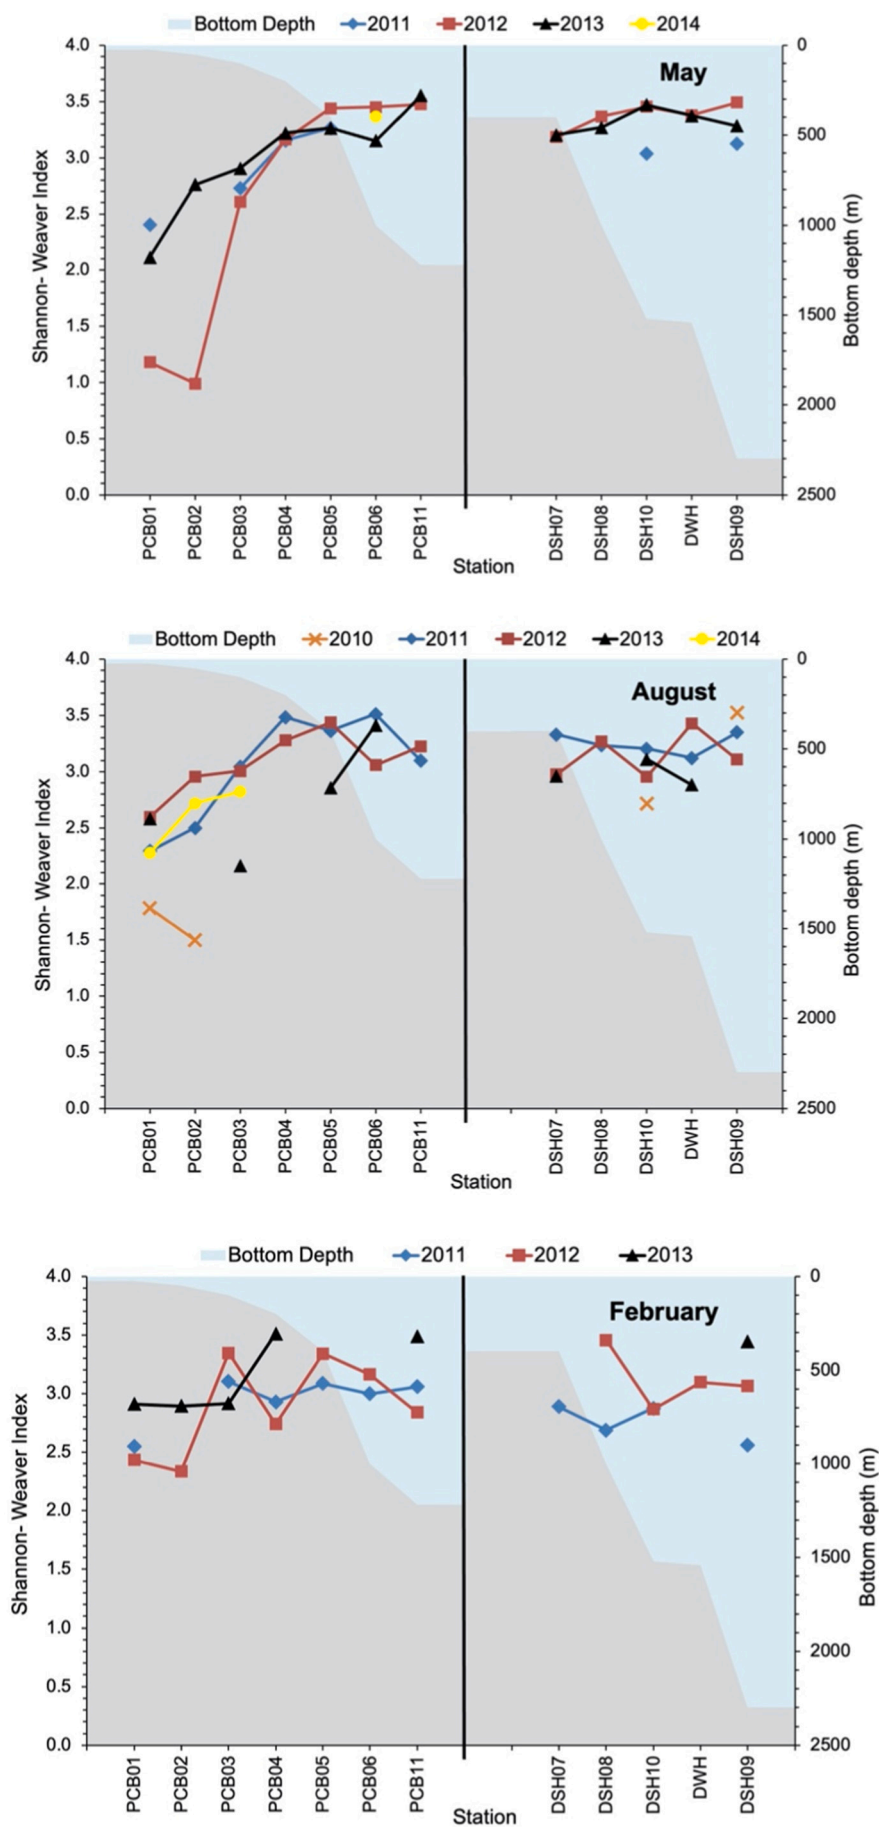 Bottom Depth 2011 2012 2013 2014
May
4.0 0
3.5
500
3.0
2.5
1000
2.0
1500
1.5
1.0
2000
0.5
0.0 2500
Shannon- Weaver Index
Bottom depth (m)
PCB01 PCB02 PCB03 PCB04 PCB05 PCB06 PCB11 DSH07 DSH08 DSH10 DWH DSH09
Station
Bottom Depth 2010 2011 2012 2013 2014
August
4.0 0
3.5
500
3.0
2.5
1000
2.0
1500
1.5
1.0
2000
0.5
0.0 2500
Shannon- Weaver Index
Bottom depth (m)
PCB01 PCB02 PCB03 PCB04 PCB05 PCB06 PCB11 DSH07 DSH08 DSH10 DWH DSH09
Station
Bottom Depth 2011 2012 2013
February
4.0 0
3.5
500
3.0
2.5
1000
2.0
1500
1.5
1.0
2000
0.5
0.0 2500
Shannon- Weaver Index
Bottom depth (m)
PCB01 PCB02 PCB03 PCB04 PCB05 PCB06 PCB11 DSH07 DSH08 DSH10 DWH DSH09
Station